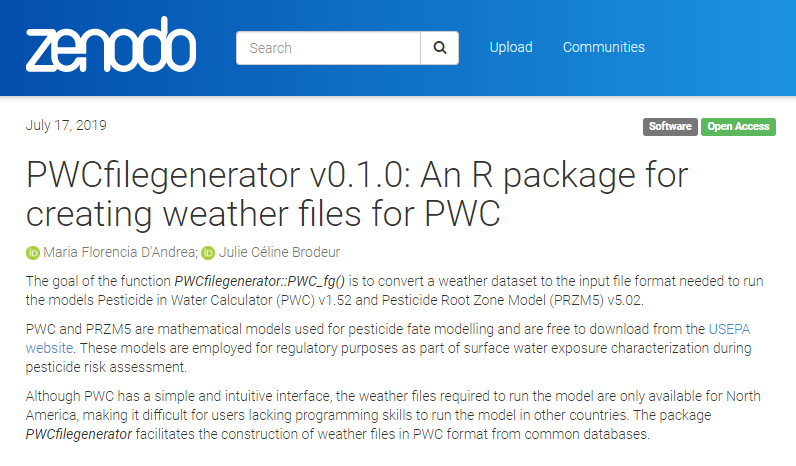 zenodo
Search
Upload
Communities
July 17, 2019
Software
Open Access
PWCfilegenerator v0.1.0: An R package for
creating weather files for PWC
iD Maria Florencia D'Andrea; iD Julie Céline Brodeur
The goal of the function PWCfilegenerator::PWC_fg() is to convert a weather dataset to the input file format needed to run
the models Pesticide in Water Calculator (PWC) v1.52 and Pesticide Root Zone Model (PRZM5) v5.02.
PWC and PRZM5 are mathematical models used for pesticide fate modelling and are free to download from the USEPA
website. These models are employed for regulatory purposes as part of surface water exposure characterization during
pesticide risk assessment.
Although PWC has a simple and intuitive interface, the weather files required to run the model are only available for North
America, making it difficult for users lacking programming skills to run the model in other countries. The package
PWCfilegenerator facilitates the construction of weather files in PWC format from common databases.